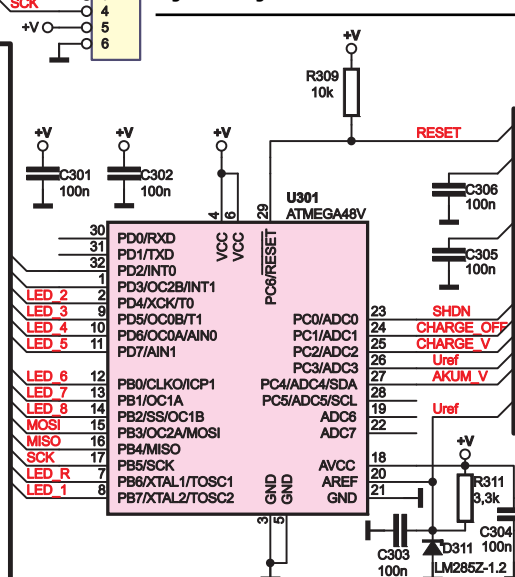 SCK
4
+V 5
6
+V
R309
10k
RESET
+V +V +V
C301
100n
C302
100n
C306
100n
C305
100n
4 6 29
U301
ATMEGA48V
VCC VCC PC6/RESET
30 PD0/RXD
31 PD1/TXD
32 PD2/INT0
1 PD3/OC2B/INT1
LED_2 2 PD4/XCK/T0
LED_3 9 PD5/OC0B/T1
LED_4 10 PD6/OC0A/AIN0
LED_5 11 PD7/AIN1
LED_6 12 PB0/CLKO/ICP1
LED_7 13 PB1/OC1A
LED_8 14 PB2/SS/OC1B
MOSI 15 PB3/OC2A/MOSI
MISO 16 PB4/MISO
SCK 17 PB5/SCK
LED_R 7 PB6/XTAL1/TOSC1
LED_1 8 PB7/XTAL2/TOSC2
PC0/ADC0 23 SHDN
PC1/ADC1 24 CHARGE_OFF
PC2/ADC2 25 CHARGE_V
PC3/ADC3 26 Uref
PC4/ADC4/SDA 27 AKUM_V
PC5/ADC5/SCL 28
ADC6 19 Uref
ADC7 22
AVCC 18
AREF 20
GND 21
GND GND
3 5
+V
R311
3,3k
C304
100n
C303
100n
D311
LM285Z-1.2